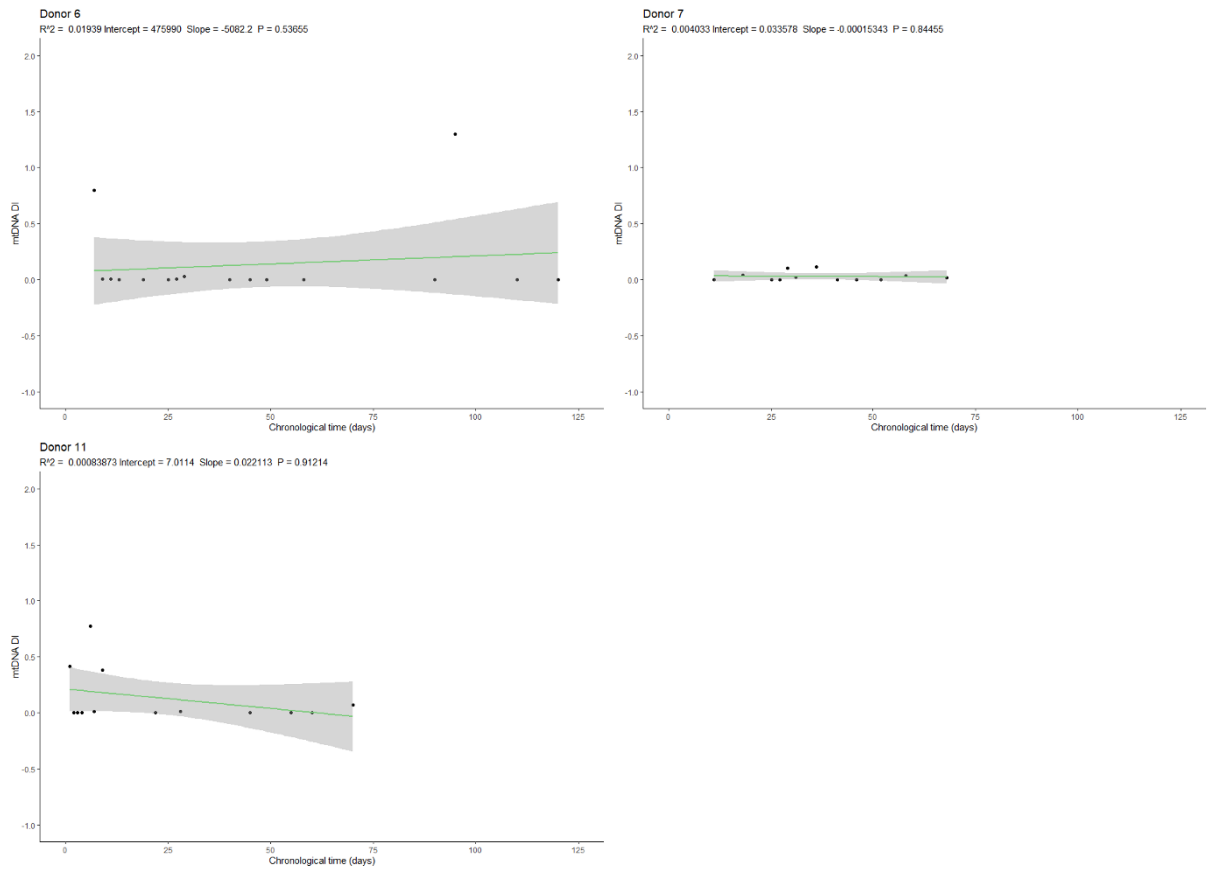 Donor 6
R^2 = 0.01939 Intercept = 475990 Slope = -5082.2 P = 0.53655
2.0
1.5
1.0
0.5
0.0
-0.5
-1.0
mtDNA DI
0 25 50 75 100 125
Chronological time (days)
Donor 7
R^2 = 0.004033 Intercept = 0.033578 Slope = -0.00015343 P = 0.84455
2.0
1.5
1.0
0.5
0.0
-0.5
-1.0
mtDNA DI
0 25 50 75 100 125
Chronological time (days)
Donor 11
R^2 = 0.00083873 Intercept = 7.0114 Slope = 0.022113 P = 0.91214
2.0
1.5
1.0
0.5
0.0
-0.5
-1.0
mtDNA DI
0 25 50 75 100 125
Chronological time (days)